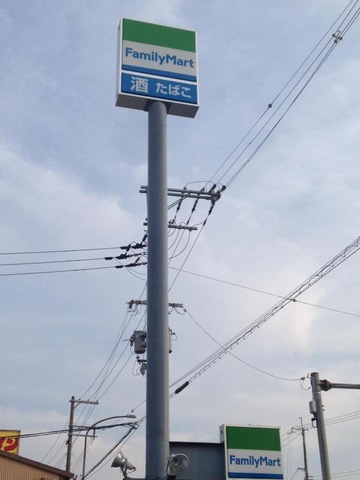 FamilyMart
酒 たばこ
FamilyMart
P